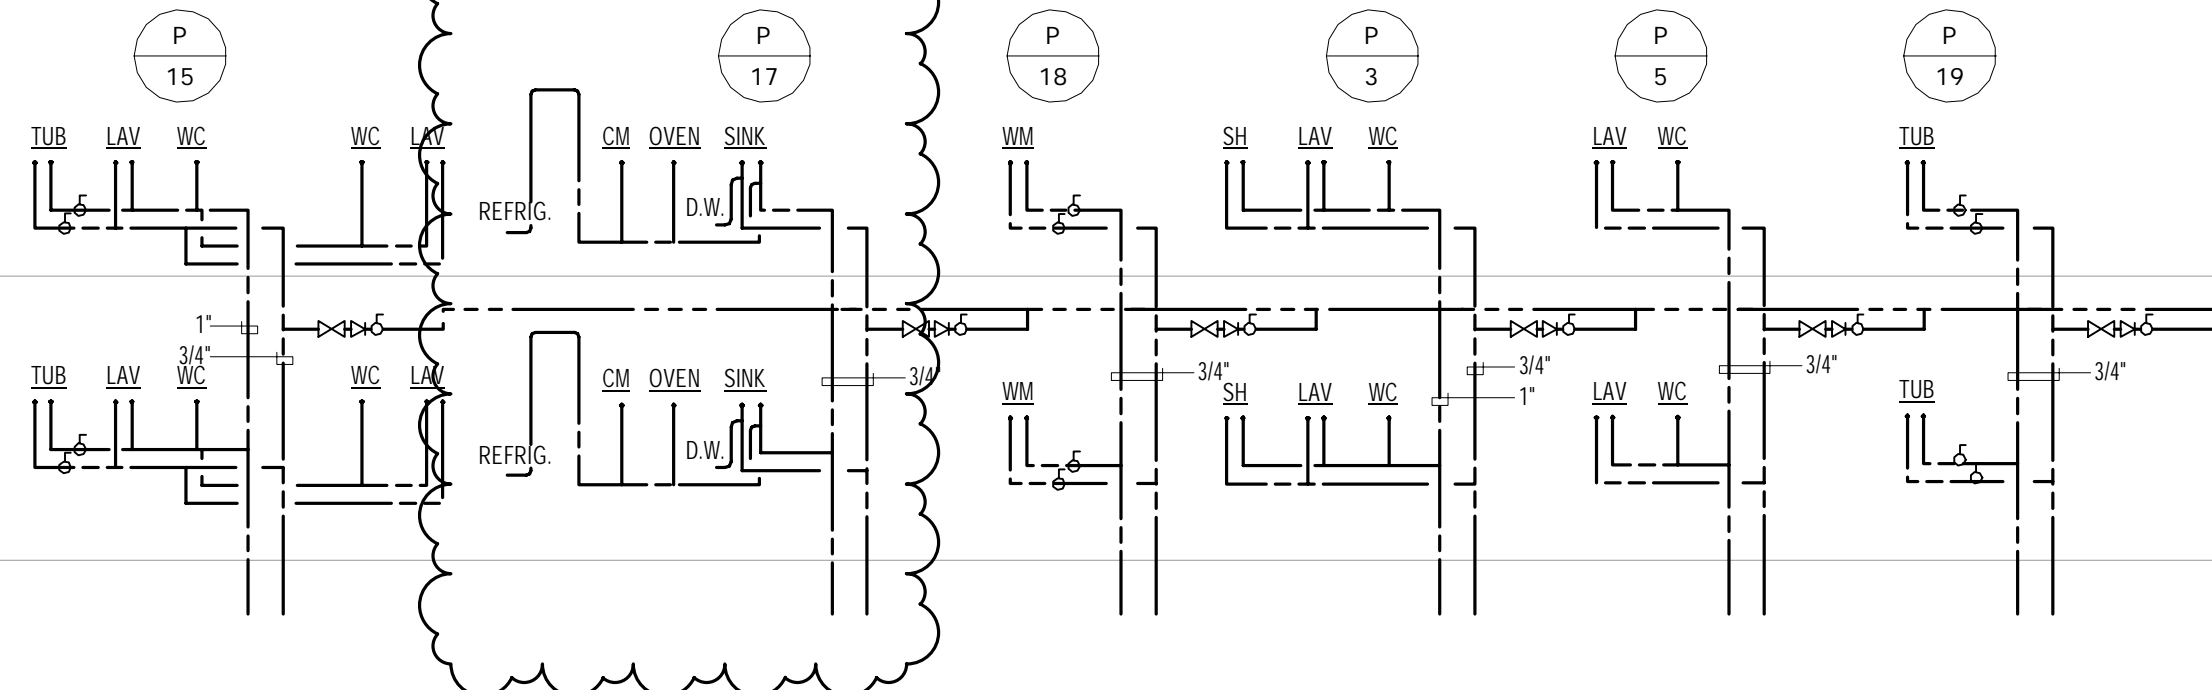 P P P P P P
15 17 18 3 5 19
TUB LAV WC WC LAV CM OVEN SINK WM SH LAV WC LAV WC TUB
REFRIG. D.W.
1"
3/4"
3/4" 3/4" 3/4" 3/4"
3/4
1"
TUB LAV WC WC LAV CM OVEN SINK WM SH LAV WC LAV WC TUB
REFRIG. D.W.